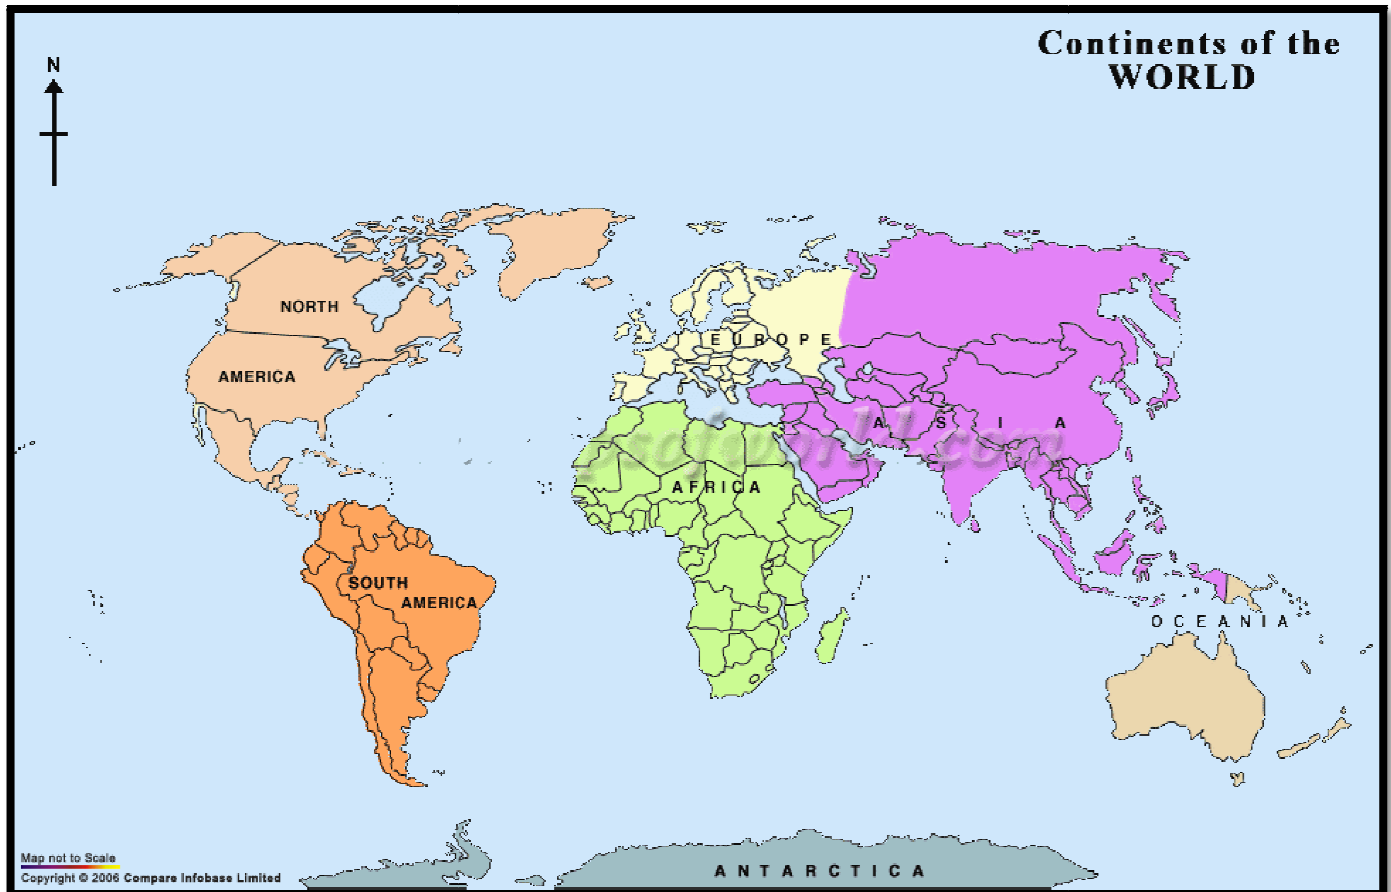 Continents of the
WORLD
N
NORTH
AMERICA
EUROPE
ASIA
AFRICA
SOUTH
AMERICA
OCEANIA
ANTARCTICA
Map not to Scale
Copyright © 2006 Compare Infobase Limited